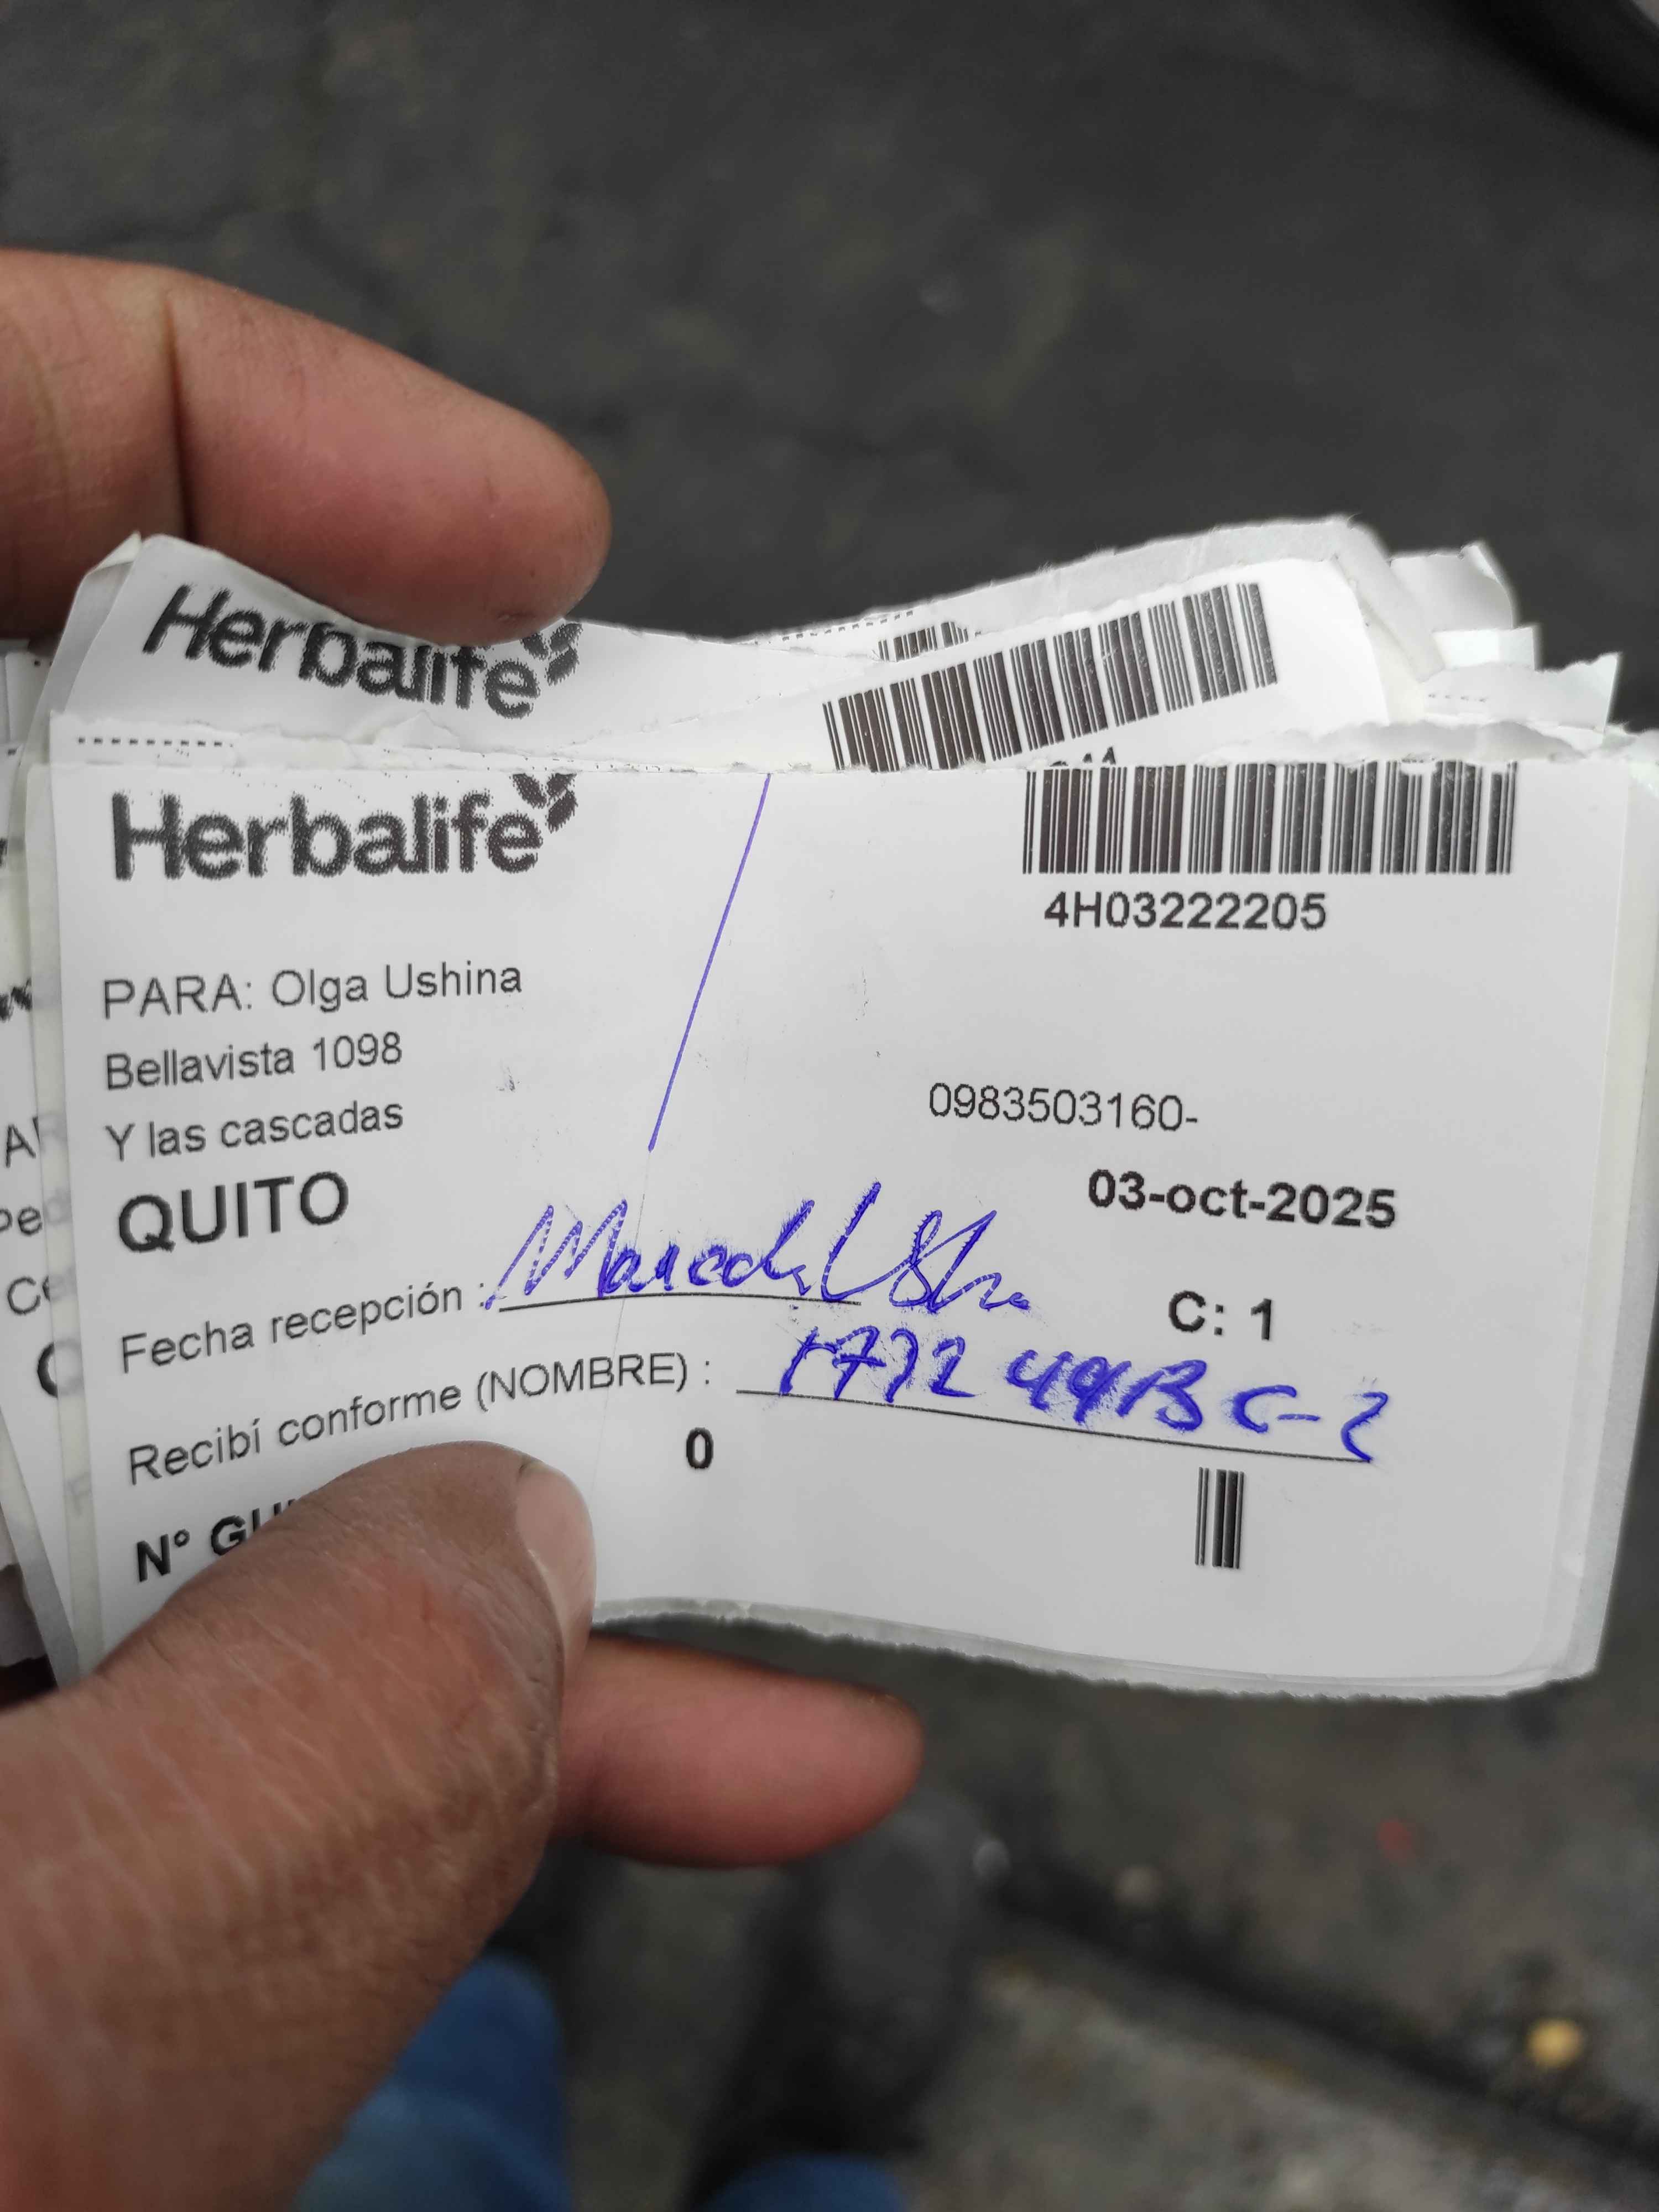 Herbalife
Herbalife
4H03222205
PARA: Olga Ushina
Bellavista 1098
Y las cascadas
0983503160-
QUITO
03-oct-2025
Fecha recepción :
C: 1
Recibí conforme (NOMBRE) :
0
N°